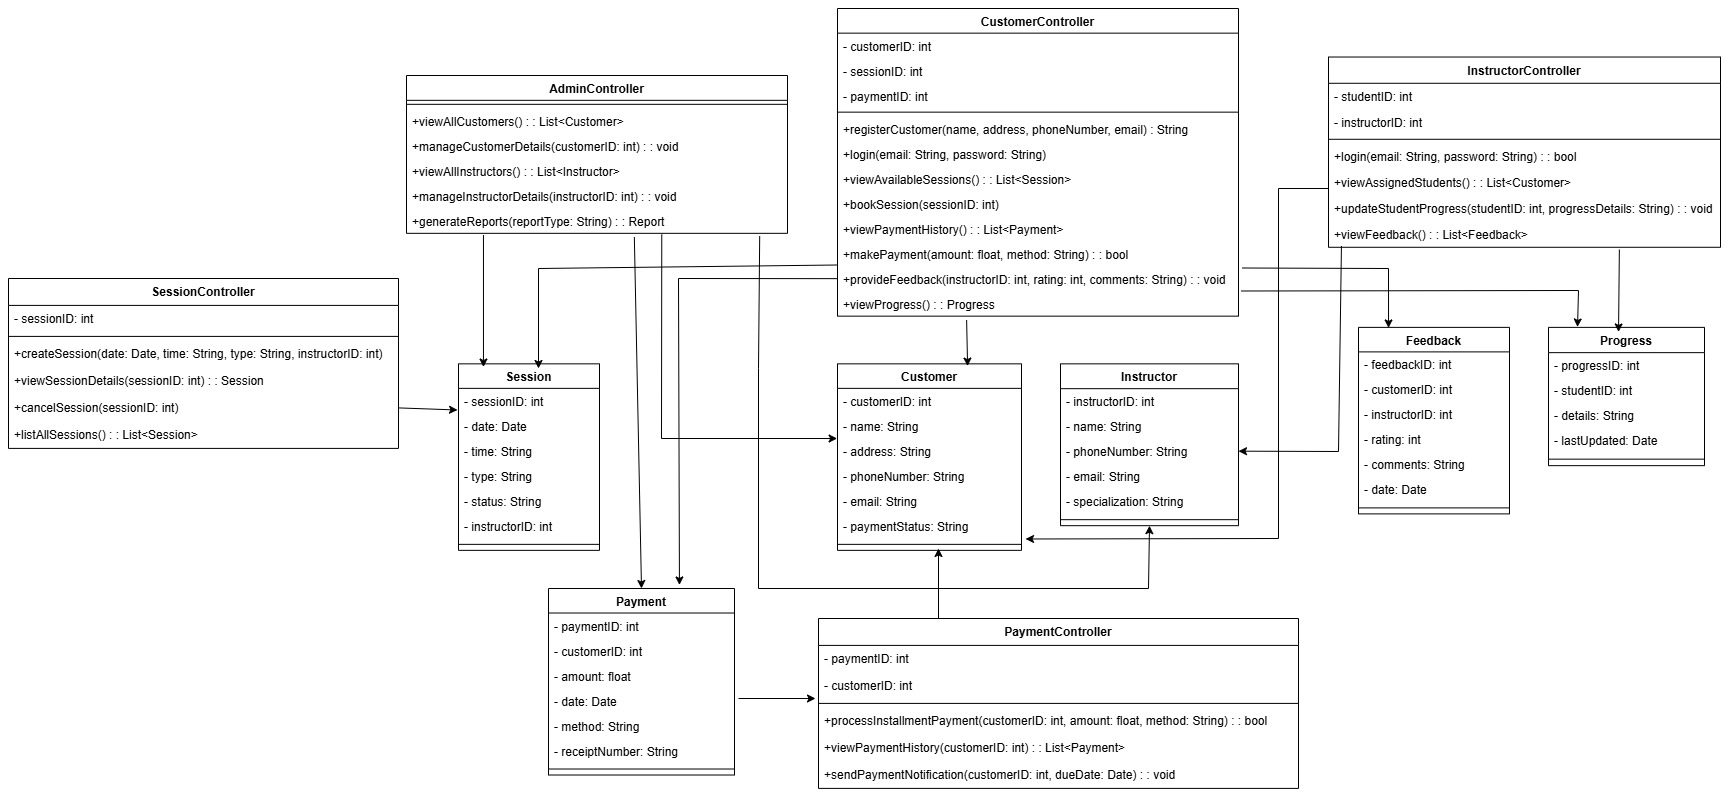 CustomerController
- customerID: int
- sessionID: int
- paymentID: int
+registerCustomer(name, address, phoneNumber, email) : String
+login(email: String, password: String)
+viewAvailableSessions() : : List<Session>
+bookSession(sessionID: int)
+viewPaymentHistory() : : List<Payment>
+makePayment(amount: float, method: String) : : bool
+provideFeedback(instructorID: int, rating: int, comments: String) : : void
+viewProgress() : : Progress
InstructorController
- studentID: int
- instructorID: int
+login(email: String, password: String) : : bool
+viewAssignedStudents() : : List<Customer>
+updateStudentProgress(studentID: int, progressDetails: String) : : void
+viewFeedback() : : List<Feedback>
AdminController
+viewAllCustomers() : : List<Customer>
+manageCustomerDetails(customerID: int) : : void
+viewAllInstructors() : : List<Instructor>
+manageInstructorDetails(instructorID: int) : : void
+generateReports(reportType: String) : : Report
SessionController
- sessionID: int
+createSession(date: Date, time: String, type: String, instructorID: int)
+viewSessionDetails(sessionID: int) : : Session
+cancelSession(sessionID: int)
+listAllSessions() : : List<Session>
Session
- sessionID: int
- date: Date
- time: String
- type: String
- status: String
- instructorID: int
Customer
- customerID: int
- name: String
- address: String
- phoneNumber: String
- email: String
- paymentStatus: String
Instructor
- instructorID: int
- name: String
- phoneNumber: String
- email: String
- specialization: String
Feedback
- feedbackID: int
- customerID: int
- instructorID: int
- rating: int
- comments: String
- date: Date
Progress
- progressID: int
- studentID: int
- details: String
- lastUpdated: Date
Payment
- paymentID: int
- customerID: int
- amount: float
- date: Date
- method: String
- receiptNumber: String
PaymentController
- paymentID: int
- customerID: int
+processInstallmentPayment(customerID: int, amount: float, method: String) : : bool
+viewPaymentHistory(customerID: int) : : List<Payment>
+sendPaymentNotification(customerID: int, dueDate: Date) : : void